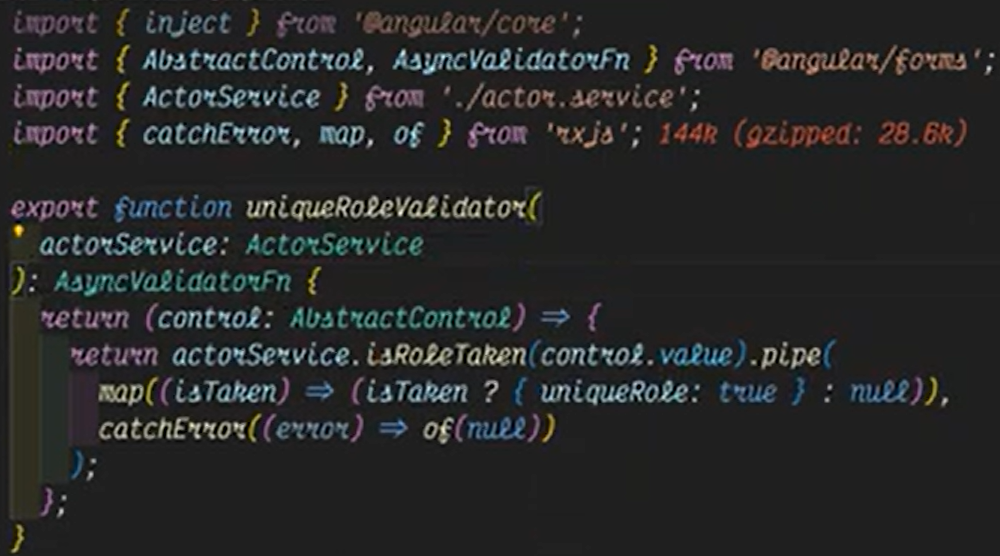 import { inject } from '@angular/core';
import { AbstractControl, AsyncValidatorFn } from '@angular/forms';
import { ActorService } from './actor.service';
import { catchError, map, of } from 'rxjs'; 144k (gzipped: 28.6k)
export function uniqueRoleValidator(
actorService: ActorService
): AsyncValidatorFn {
return (control: AbstractControl) => {
return actorService.isRoleTaken(control.value).pipe(
map((isTaken) => (isTaken ? { uniqueRole: true } : null)),
catchError((error) => of(null))
);
};
}